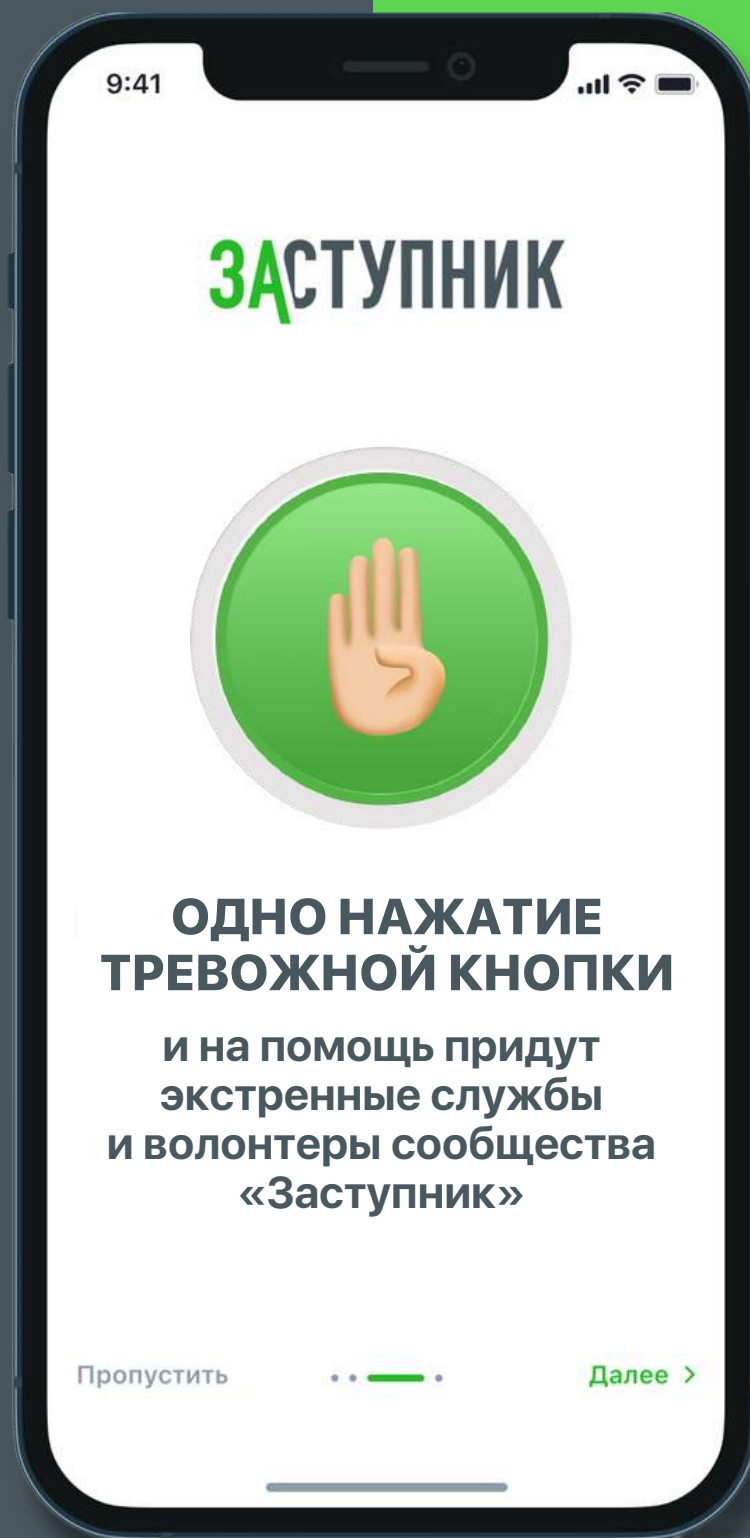 9:41
ЗАСТУПНИК
ОДНО НАЖАТИЕ
ТРЕВОЖНОЙ КНОПКИ
и на помощь придут
экстренные службы
и волонтеры сообщества
«Заступник»
Пропустить Далее >